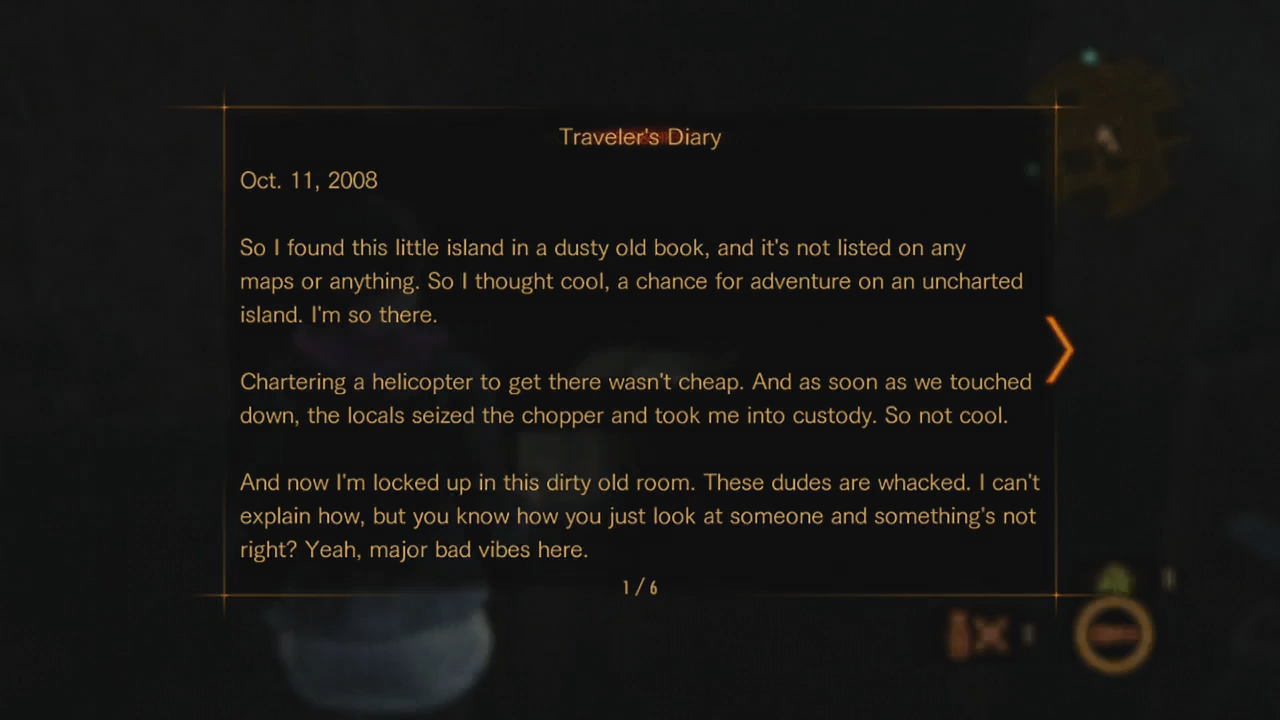 Traveler's Diary
Oct. 11, 2008
So I found this little island in a dusty old book, and it's not listed on any
maps or anything. So I thought cool, a chance for adventure on an uncharted
island. I'm so there.
Chartering a helicopter to get there wasn't cheap. And as soon as we touched
down, the locals seized the chopper and took me into custody. So not cool.
And now I'm locked up in this dirty old room. These dudes are whacked. I can't
explain how, but you know how you just look at someone and something's not
right? Yeah, major bad vibes here.
1/6